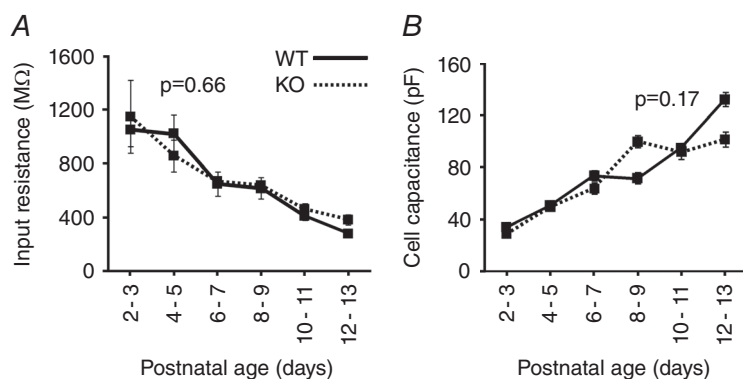 A
Input resistance (MΩ)
1600
1200
800
400
0
p=0.66
WT
KO
2 - 3
4 - 5
6 - 7
8 - 9
10 - 11
12 - 13
Postnatal age (days)
B
Cell capacitance (pF)
160
120
80
40
0
p=0.17
2 - 3
4 - 5
6 - 7
8 - 9
10 - 11
12 - 13
Postnatal age (days)